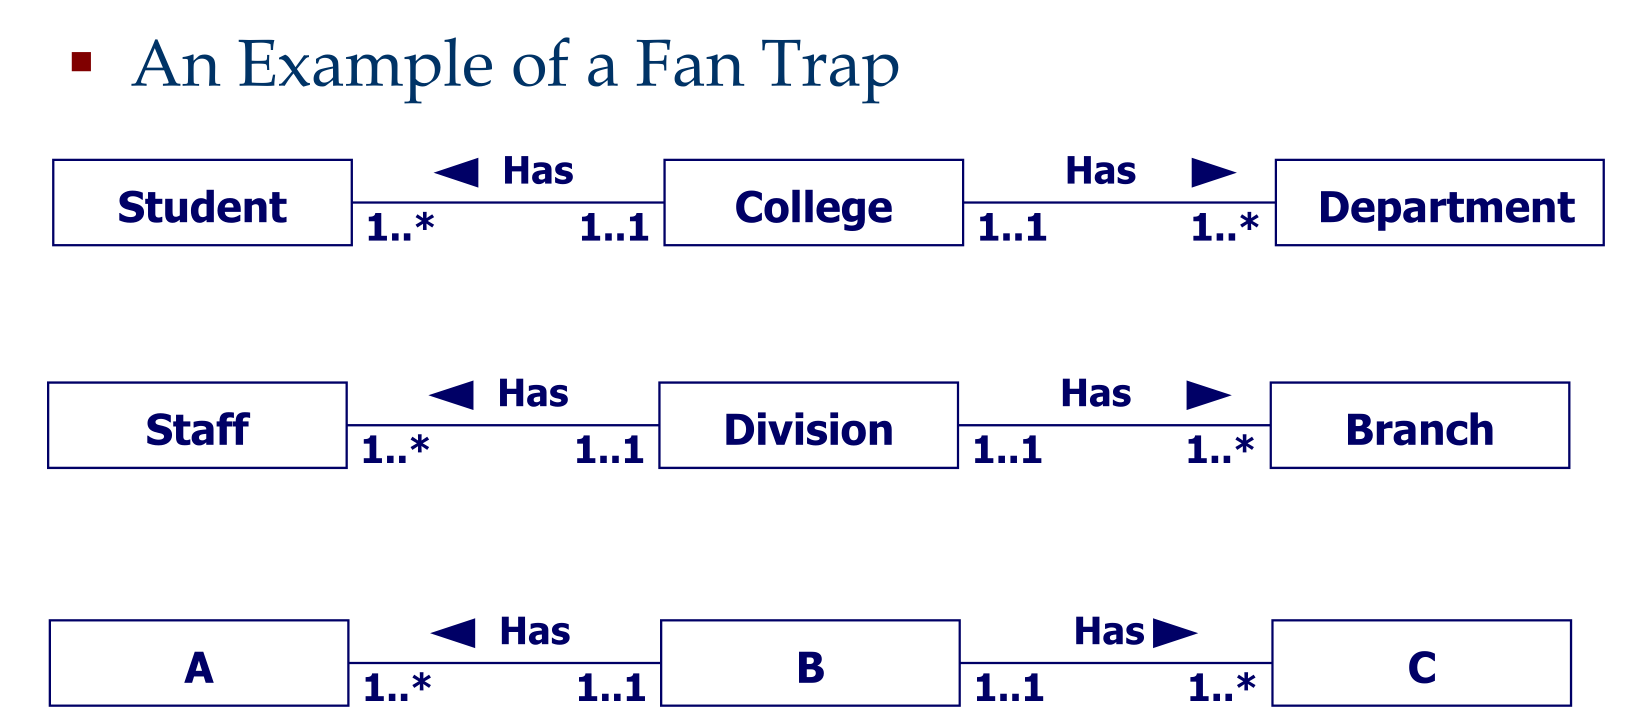 An Example of a Fan Trap
Has Has
Student College Department
1..* 1..1 1..1 1..*
Has Has
Staff Division Branch
1..* 1..1 1..1 1..*
Has Has
A B C
1..* 1..1 1..1 1..*